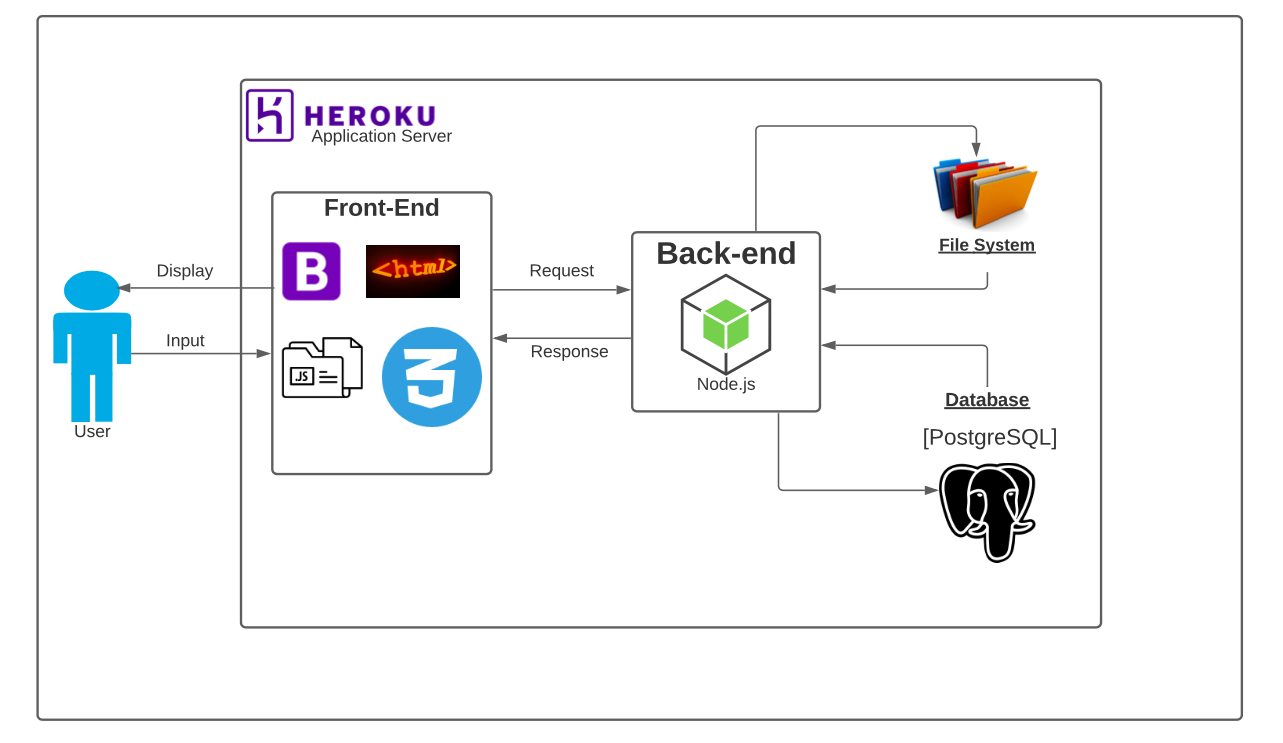 HEROKU
Application Server
Front-End
B
<html>
.JS
3
Display
Input
User
Request
Response
Back-end
Node.js
File System
Database
[PostgreSQL]